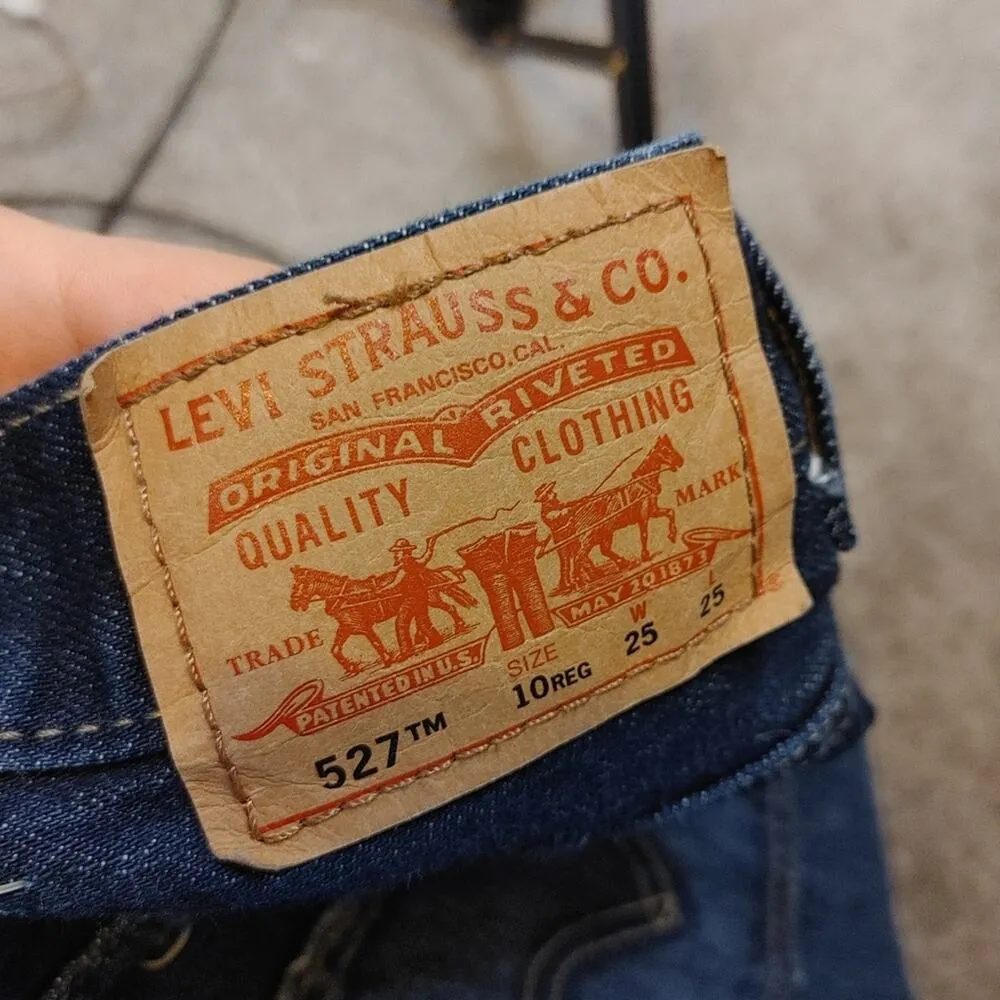 LEVI STRAUSS & CO.
SAN FRANCISCO, CAL.
ORIGINAL RIVETED
QUALITY CLOTHING
TRADE MARK
PATENTED IN U.S. MAY 20 1873
SIZE W L
527™ 10REG 25 25